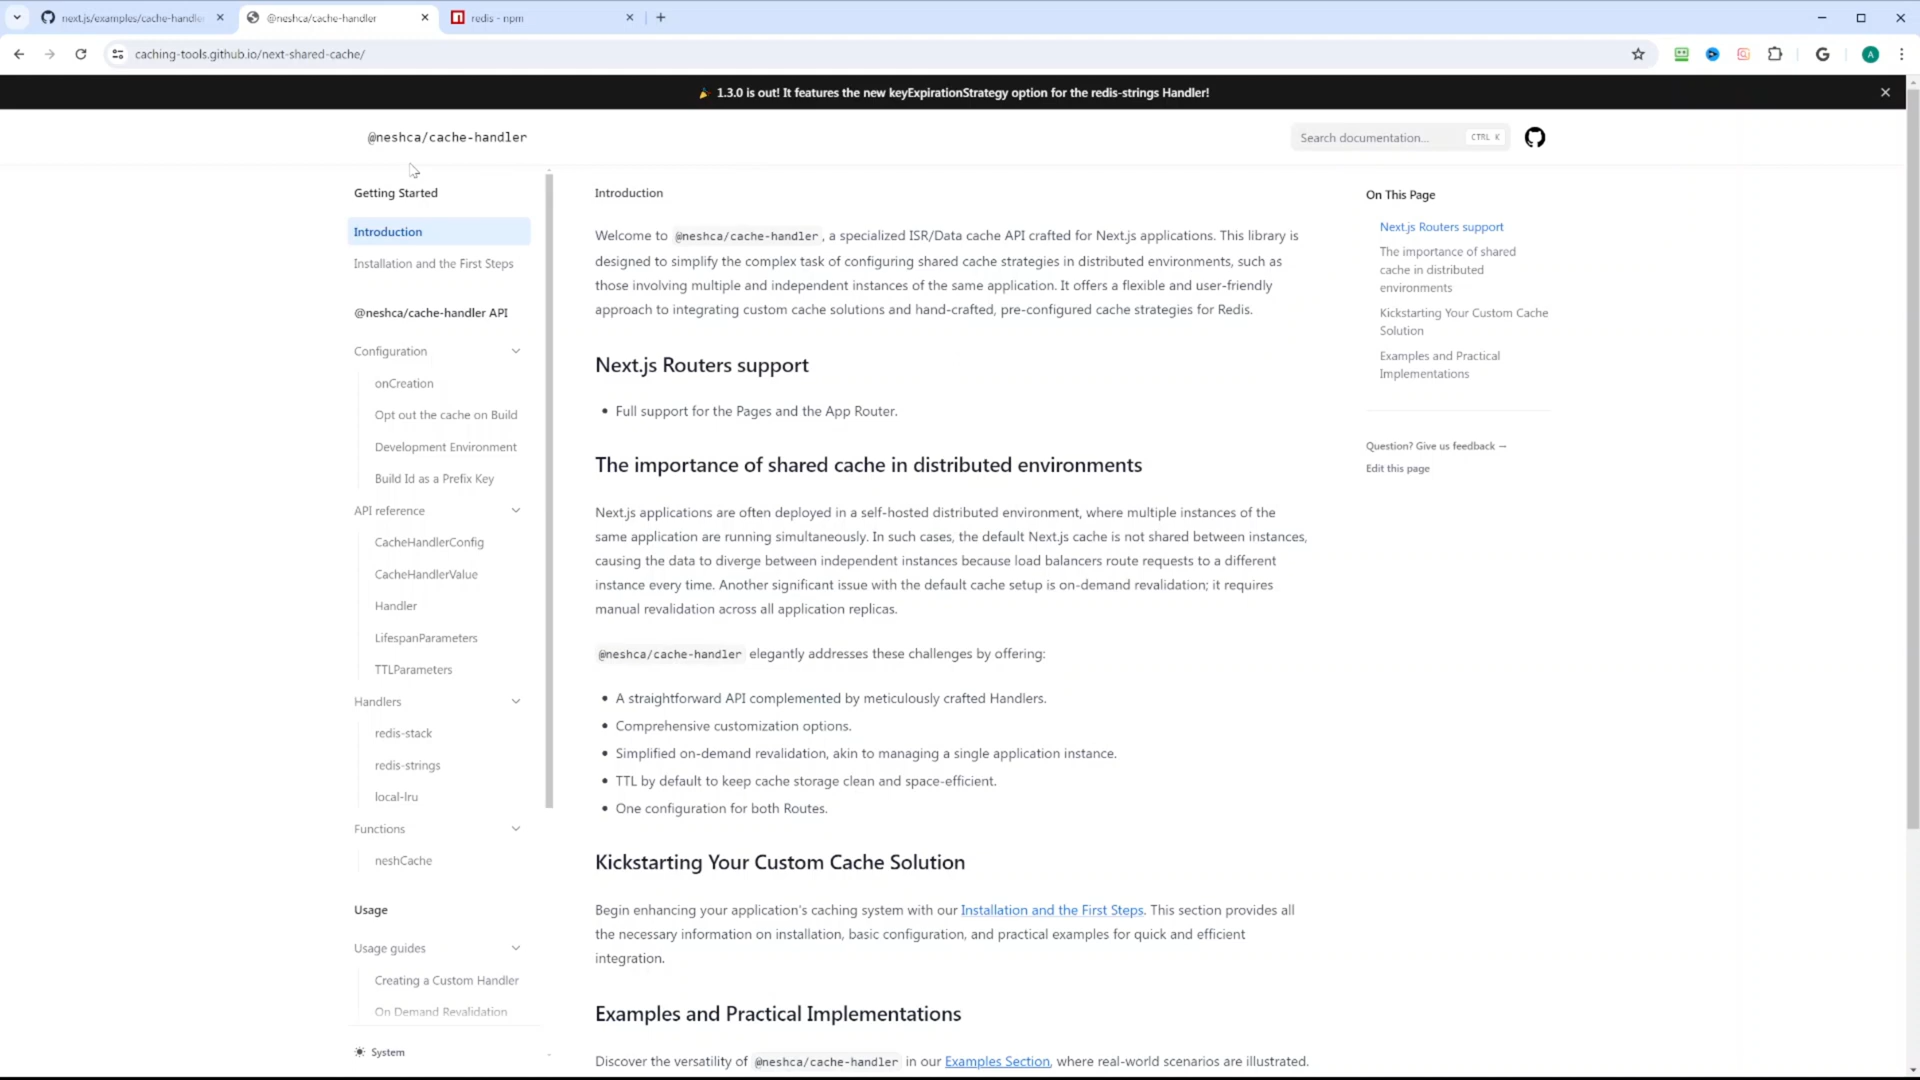 next.js/examples/cache-handler
@neshca/cache-handler
redis - npm
caching-tools.github.io/next-shared-cache/
A
🎉 1.3.0 is out! It features the new keyExpirationStrategy option for the redis-strings Handler!
@neshca/cache-handler
Search documentation...
CTRL K
Getting Started
Introduction
Installation and the First Steps
@neshca/cache-handler API
Configuration
onCreation
Opt out the cache on Build
Development Environment
Build Id as a Prefix Key
API reference
CacheHandlerConfig
CacheHandlerValue
Handler
LifespanParameters
TTLParameters
Handlers
redis-stack
redis-strings
local-lru
Functions
neshCache
Usage
Usage guides
Creating a Custom Handler
On Demand Revalidation
System
Introduction
Welcome to @neshca/cache-handler, a specialized ISR/Data cache API crafted for Next.js applications. This library is
designed to simplify the complex task of configuring shared cache strategies in distributed environments, such as
those involving multiple and independent instances of the same application. It offers a flexible and user-friendly
approach to integrating custom cache solutions and hand-crafted, pre-configured cache strategies for Redis.
Next.js Routers support
• Full support for the Pages and the App Router.
The importance of shared cache in distributed environments
Next.js applications are often deployed in a self-hosted distributed environment, where multiple instances of the
same application are running simultaneously. In such cases, the default Next.js cache is not shared between instances,
causing the data to diverge between independent instances because load balancers route requests to a different
instance every time. Another significant issue with the default cache setup is on-demand revalidation; it requires
manual revalidation across all application replicas.
@neshca/cache-handler elegantly addresses these challenges by offering:
• A straightforward API complemented by meticulously crafted Handlers.
• Comprehensive customization options.
• Simplified on-demand revalidation, akin to managing a single application instance.
• TTL by default to keep cache storage clean and space-efficient.
• One configuration for both Routes.
Kickstarting Your Custom Cache Solution
Begin enhancing your application's caching system with our Installation and the First Steps. This section provides all
the necessary information on installation, basic configuration, and practical examples for quick and efficient
integration.
Examples and Practical Implementations
Discover the versatility of @neshca/cache-handler in our Examples Section, where real-world scenarios are illustrated.
On This Page
Next.js Routers support
The importance of shared
cache in distributed
environments
Kickstarting Your Custom Cache
Solution
Examples and Practical
Implementations
Question? Give us feedback →
Edit this page